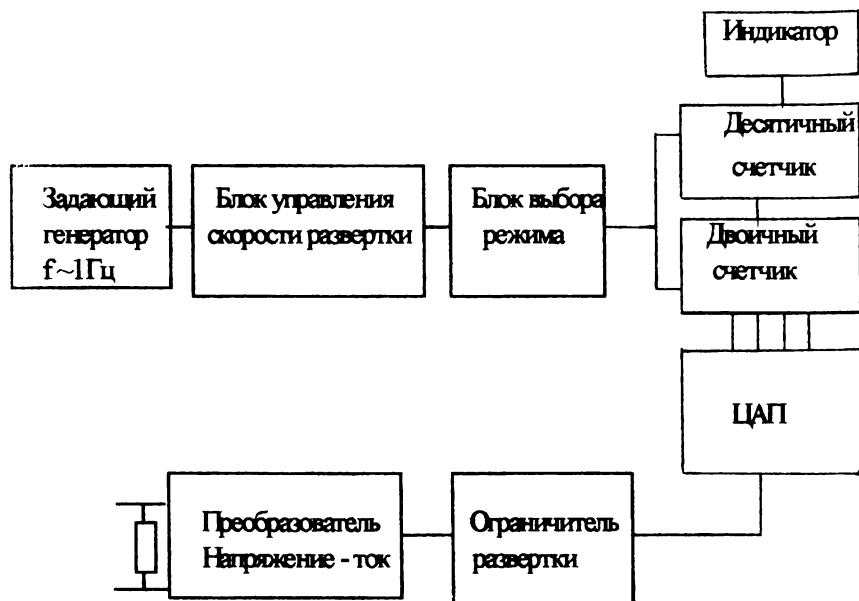 Индикатор
Десятичный
счетчик
Задающий
генератор
f ~1Гц
Блок управления
скорости развертки
Блок выбора
режима
Двоичный
счетчик
ЦАП
Преобразователь
Напряжение - ток
Ограничитель
развертки